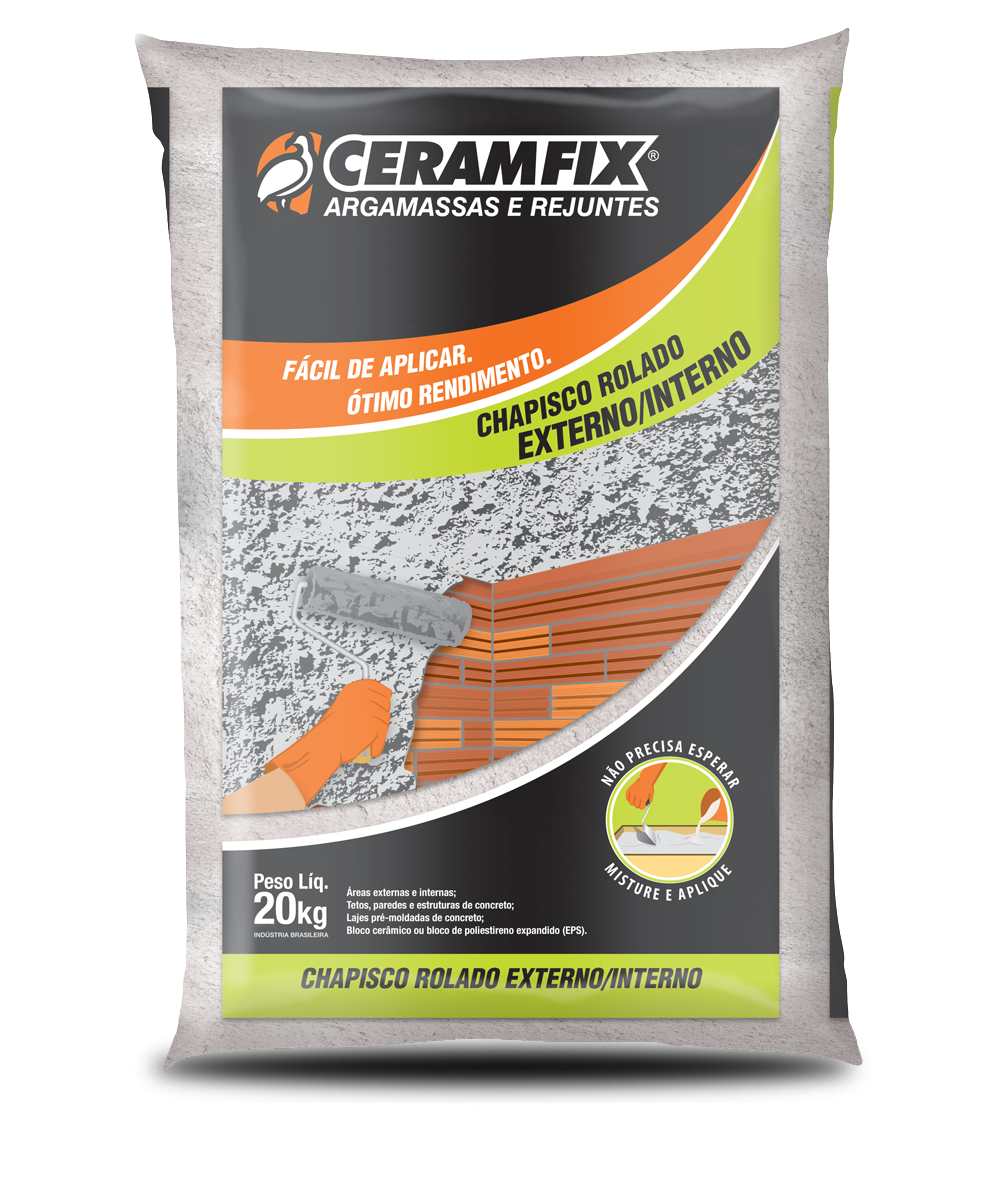 CERAMFIX®
ARGAMASSAS E REJUNTES
FÁCIL DE APLICAR.
ÓTIMO RENDIMENTO.
CHAPISCO ROLADO
EXTERNO/INTERNO
NÃO PRECISA ESPERAR
MISTURE E APLIQUE
Peso Líq.
20kg
INDÚSTRIA BRASILEIRA
Áreas externas e internas;
Tetos, paredes e estruturas de concreto;
Lajes pré-moldadas de concreto;
Bloco cerâmico ou bloco de poliestireno expandido (EPS).
CHAPISCO ROLADO EXTERNO/INTERNO